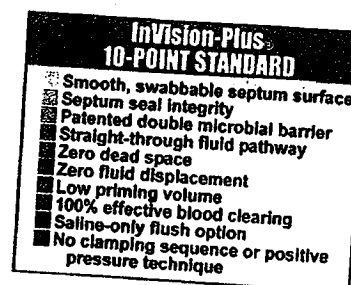 InVision-Plus®
10-POINT STANDARD
Smooth, swabbable septum surface
Septum seal integrity
Patented double microbial barrier
Straight-through fluid pathway
Zero dead space
Zero fluid displacement
Low priming volume
100% effective blood clearing
Saline-only flush option
No clamping sequence or positive
pressure technique